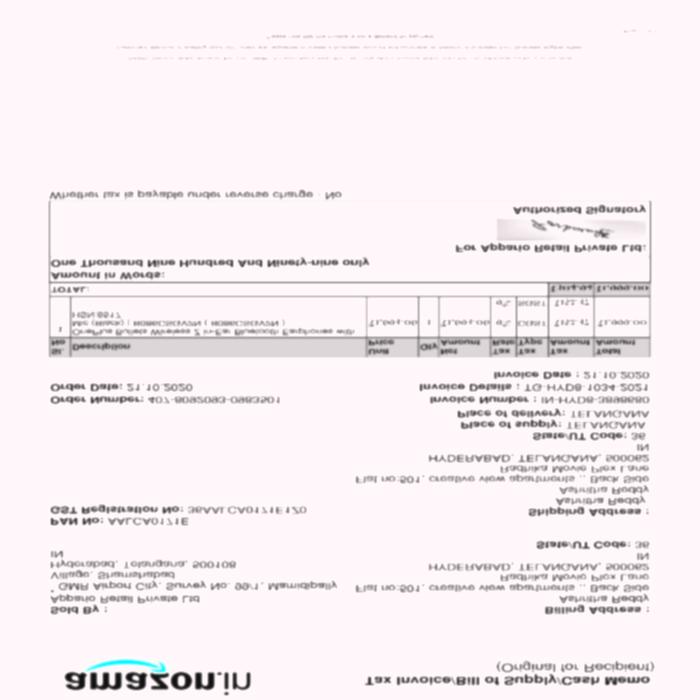 amazon.in
Tax Invoice/Bill of Supply/Cash Memo
(Original for Recipient)
Sold By :
Appario Retail Private Ltd
* GMR Airport City, Survey No. 99/1, Mamidipally
Village, Shamshabad
Hyderabad, Telangana, 500108
IN
Billing Address :
Ashritha Reddy
Flat no:501, creative view apartments .. Back Side
Radhika Movie Plex Lane
HYDERABAD, TELANGANA, 500062
IN
State/UT Code: 36
PAN No: AALCA0171E
GST Registration No: 36AALCA0171E1Z0
Shipping Address :
Ashritha Reddy
Ashritha Reddy
Flat no:501, creative view apartments .. Back Side
Radhika Movie Plex Lane
HYDERABAD, TELANGANA, 500062
IN
State/UT Code: 36
Place of supply: TELANGANA
Place of delivery: TELANGANA
Order Number: 407-8092093-0983501
Order Date: 21.10.2020
Invoice Number : IN-HYD8-3898680
Invoice Details : TG-HYD8-1034-2021
Invoice Date : 21.10.2020
Sl. No Description Unit Price Qty Net Amount Tax Rate Tax Type Tax Amount Total Amount
1 OnePlus Bullets Wireless Z in-Ear Bluetooth Earphones with
Mic (Black)
HSN:8517
₹1,694.06 1 ₹1,694.06 9% CGST ₹152.47 ₹1,999.00
9% SGST ₹152.47
TOTAL: ₹304.94 ₹1,999.00
Amount in Words:
One Thousand Nine Hundred And Ninety-nine only
For Appario Retail Private Ltd:
Authorized Signatory
Whether tax is payable under reverse charge - No